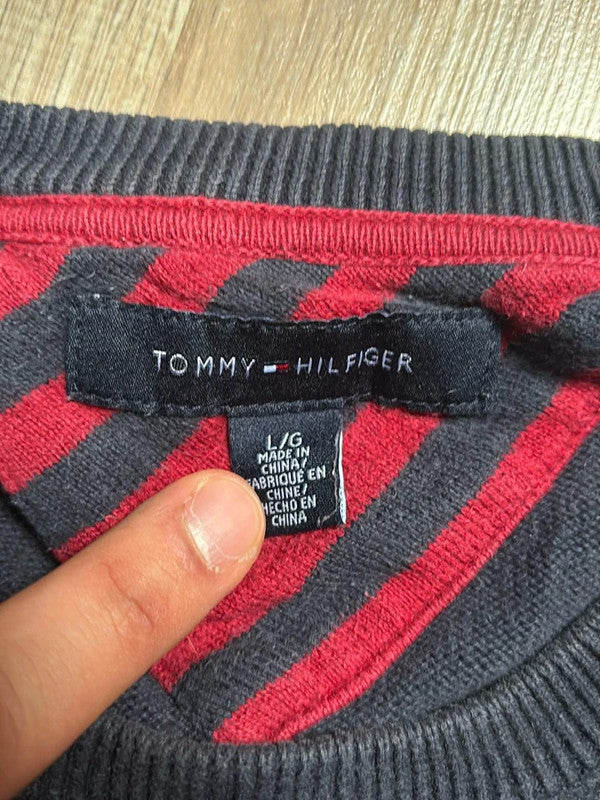 TOMMY HILFIGER
L/G
MADE IN
CHINA/
FABRIQUÉ EN
CHINE/
HECHO EN
CHINA